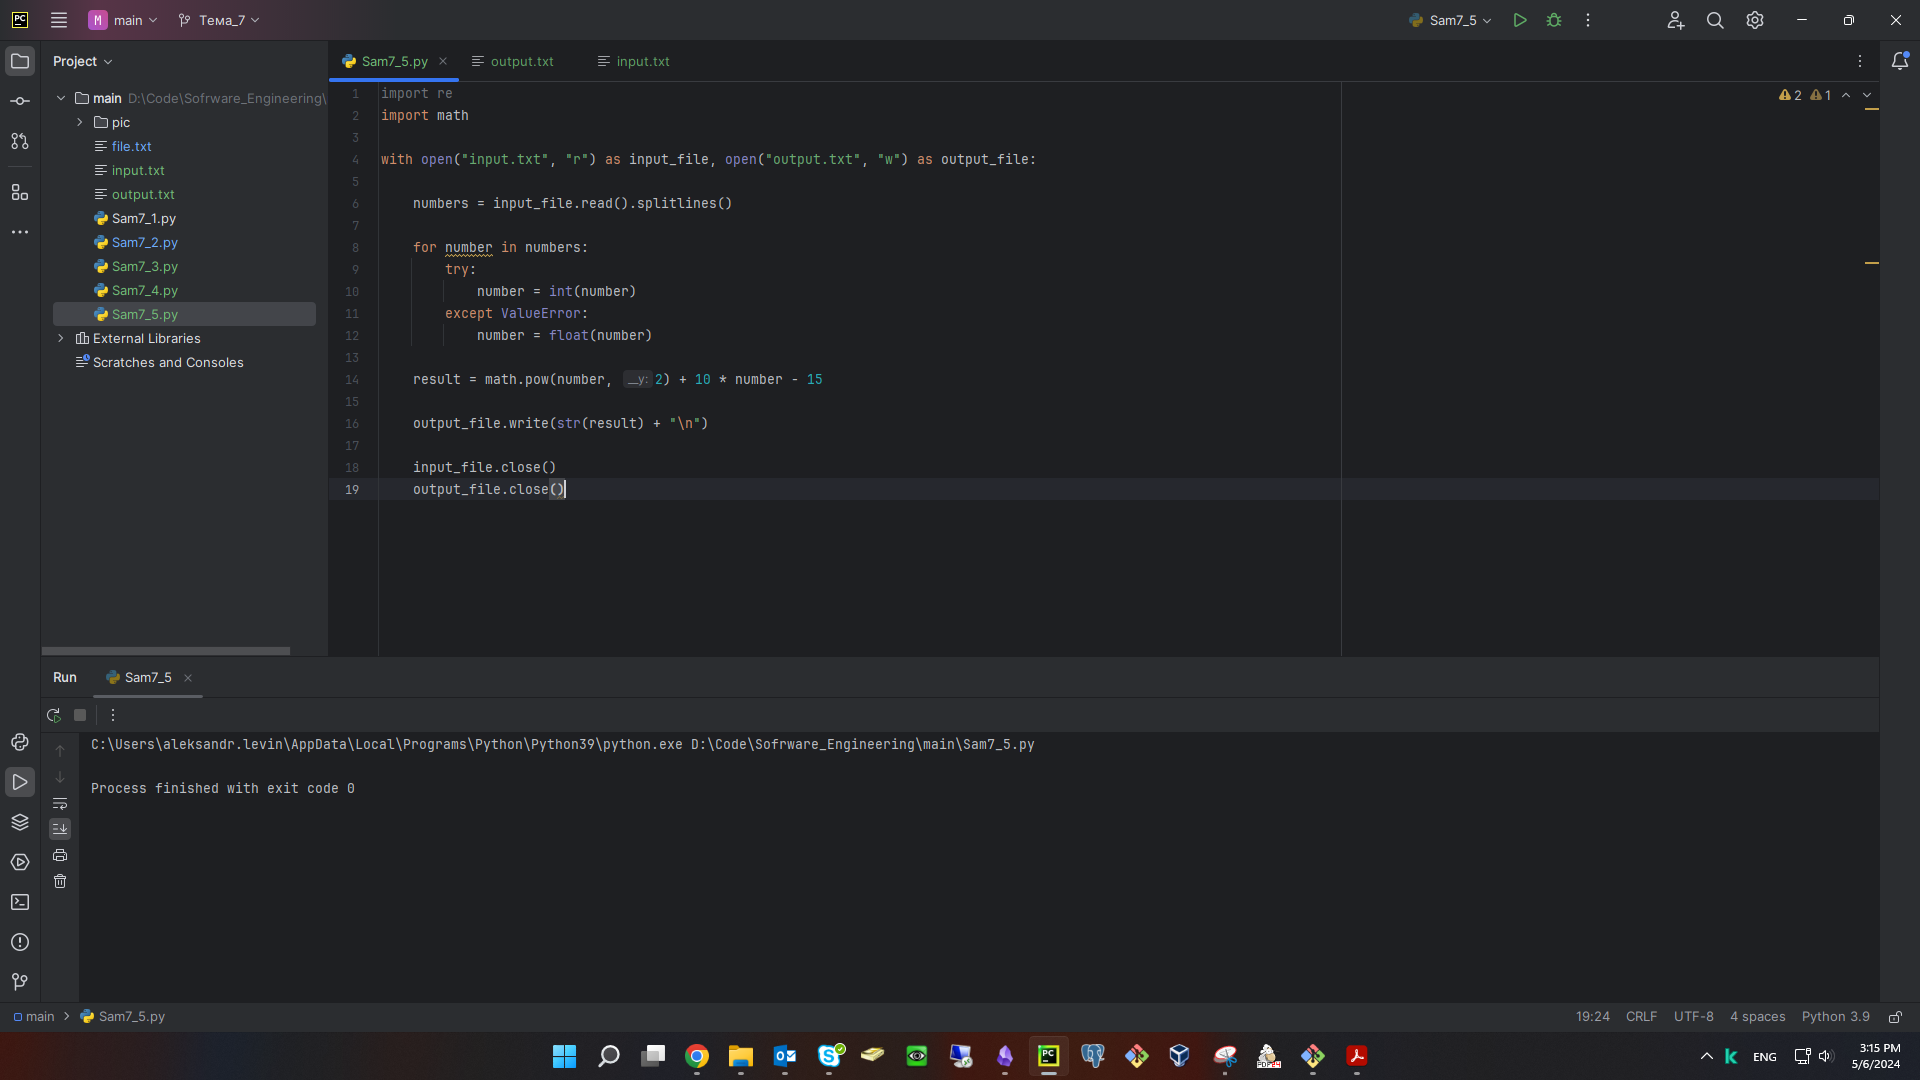 PC M main Тема_7 Sam7_5
Project
main D:\Code\Sofrware_Engineering\
pic
file.txt
input.txt
output.txt
Sam7_1.py
Sam7_2.py
Sam7_3.py
Sam7_4.py
Sam7_5.py
External Libraries
Scratches and Consoles
Sam7_5.py output.txt input.txt
2 1
1 import re
2 import math
3
4 with open("input.txt", "r") as input_file, open("output.txt", "w") as output_file:
5
6 numbers = input_file.read().splitlines()
7
8 for number in numbers:
9 try:
10 number = int(number)
11 except ValueError:
12 number = float(number)
13
14 result = math.pow(number, __y: 2) + 10 * number - 15
15
16 output_file.write(str(result) + "\n")
17
18 input_file.close()
19 output_file.close()
Run Sam7_5
C:\Users\aleksandr.levin\AppData\Local\Programs\Python\Python39\python.exe D:\Code\Sofrware_Engineering\main\Sam7_5.py
Process finished with exit code 0
main Sam7_5.py 19:24 CRLF UTF-8 4 spaces Python 3.9
PC ENG 3:15 PM
5/6/2024